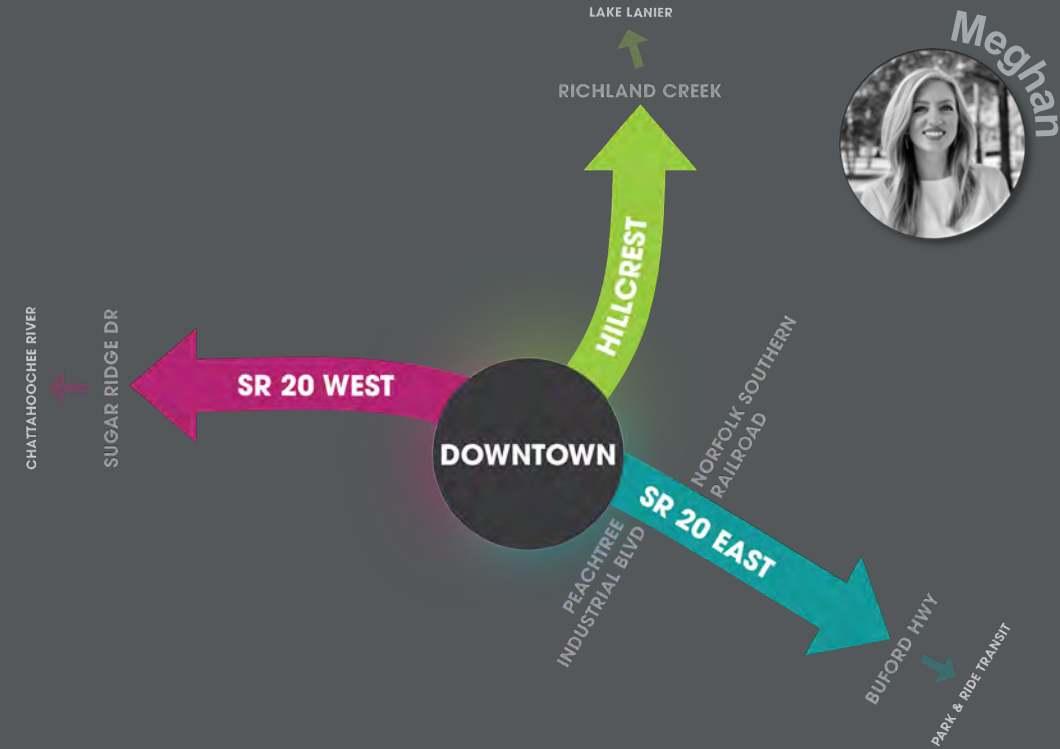 LAKE LANIER
Meghan
RICHLAND CREEK
HILLCREST
CHATTAHOOCHEE RIVER
SUGAR RIDGE DR
SR 20 WEST
DOWNTOWN
NORFOLK SOUTHERN
RAILROAD
SR 20 EAST
PEACHTREE
INDUSTRIAL BLVD
BUFORD HWY
PARK & RIDE TRANSIT